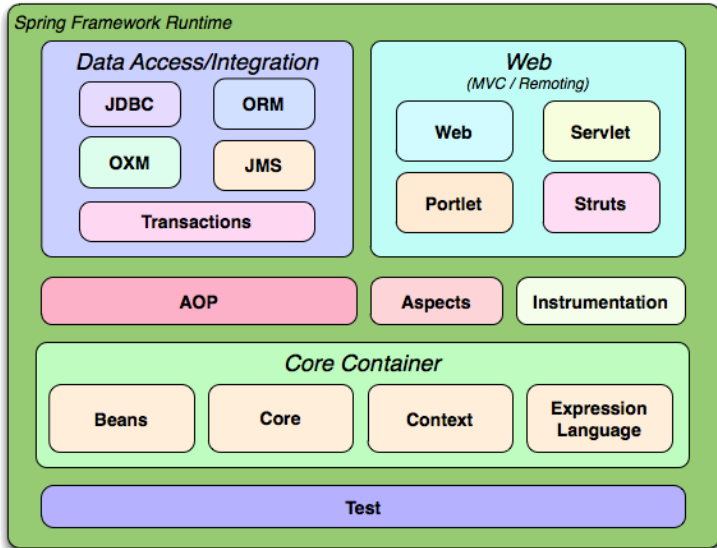 Spring Framework Runtime
Data Access/Integration
JDBC
ORM
OXM
JMS
Transactions
Web
(MVC / Remoting)
Web
Servlet
Portlet
Struts
AOP
Aspects
Instrumentation
Core Container
Beans
Core
Context
Expression
Language
Test